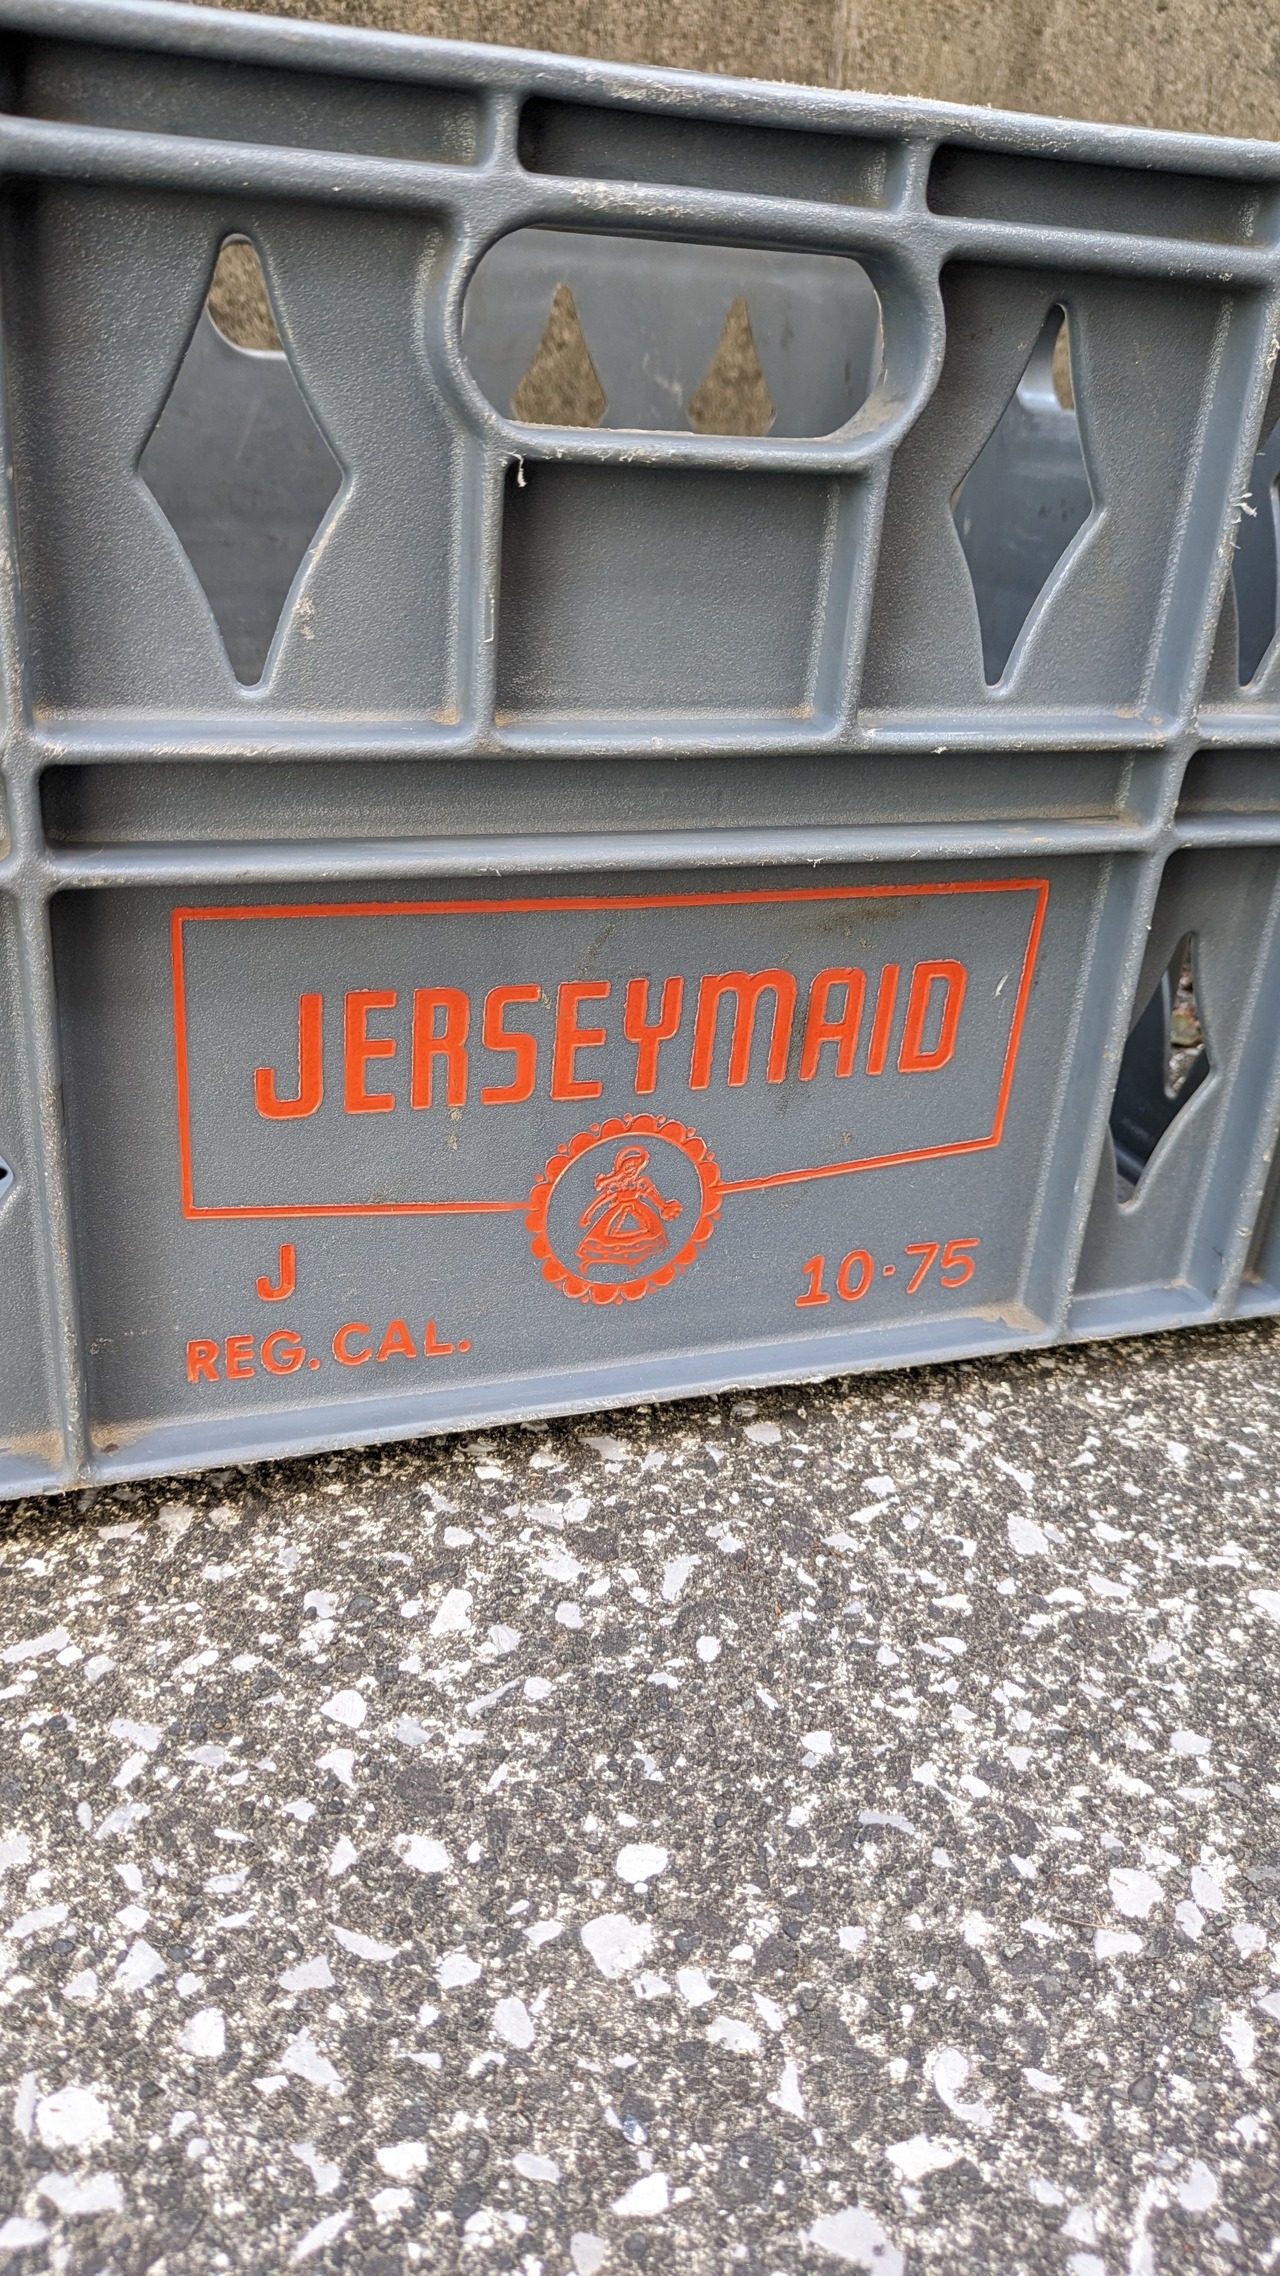 JERSEYMAID
J
10·75
REG. CAL.